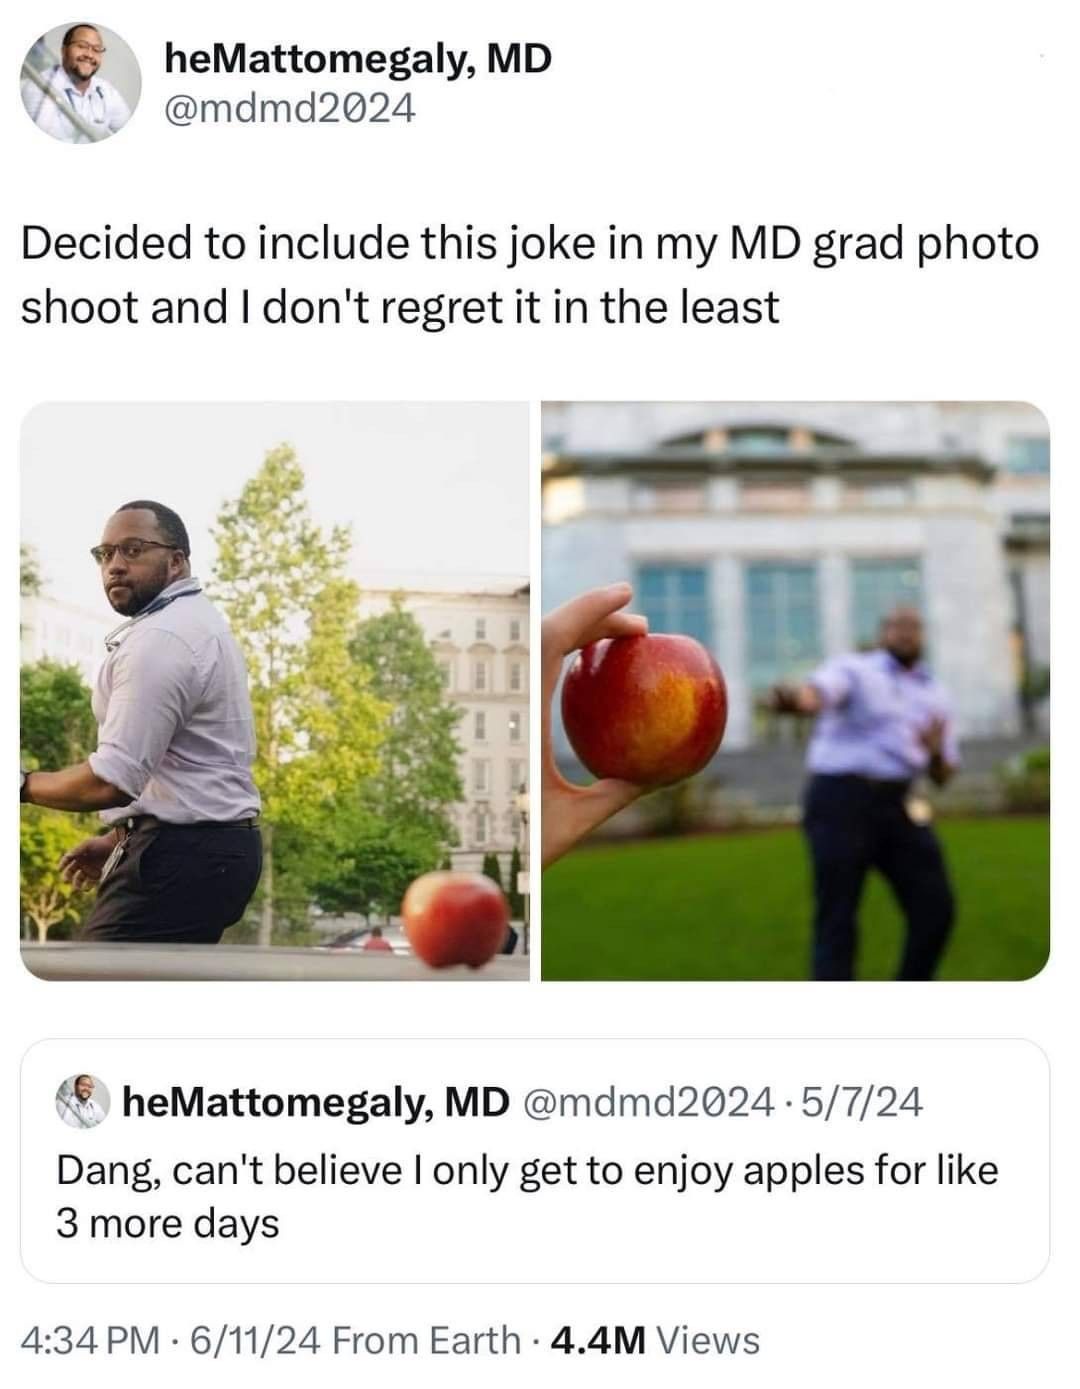 heMattomegaly, MD
@mdmd2024
Decided to include this joke in my MD grad photo
shoot and I don't regret it in the least
heMattomegaly, MD @mdmd2024 · 5/7/24
Dang, can't believe I only get to enjoy apples for like
3 more days
4:34 PM · 6/11/24 From Earth · 4.4M Views